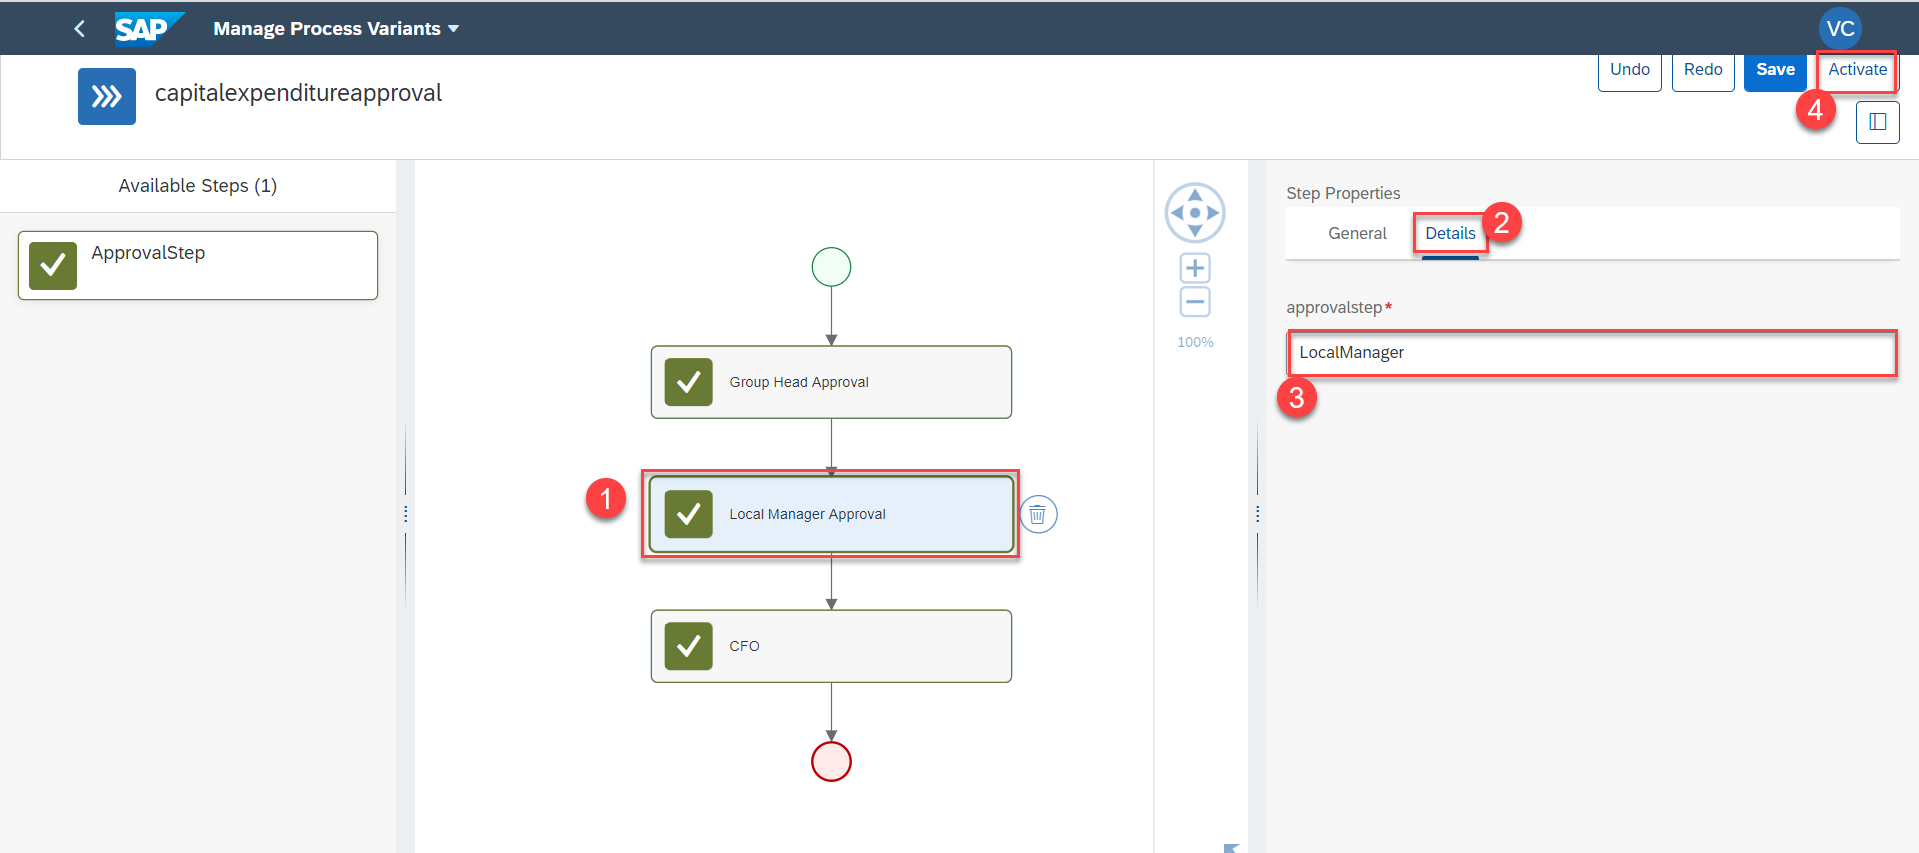 SAP
Manage Process Variants
VC
capitalexpenditureapproval
Undo
Redo
Save
Activate
4
Available Steps (1)
ApprovalStep
Group Head Approval
1
Local Manager Approval
CFO
100%
Step Properties
General
Details
2
approvalstep*
LocalManager
3